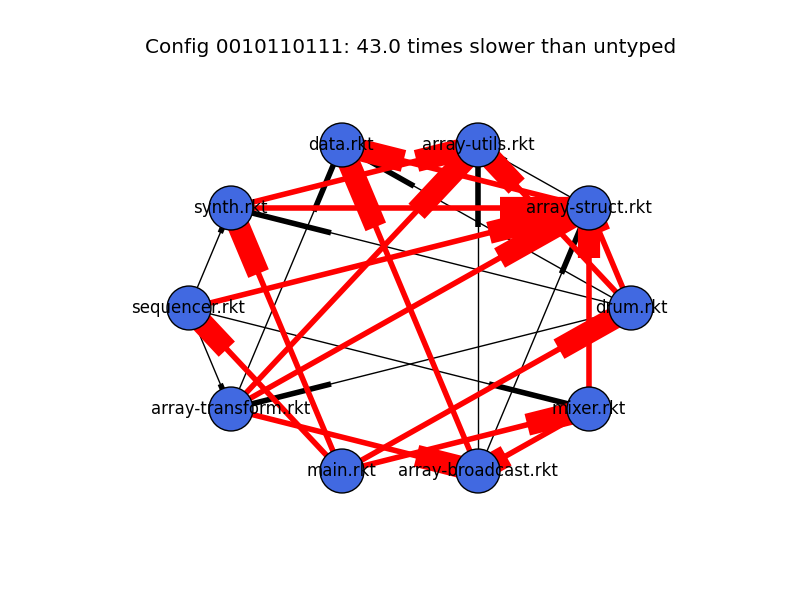 Config 0010110111: 43.0 times slower than untyped
data.rkt
array-utils.rkt
synth.rkt
array-struct.rkt
sequencer.rkt
drum.rkt
array-transform.rkt
mixer.rkt
main.rkt
array-broadcast.rkt